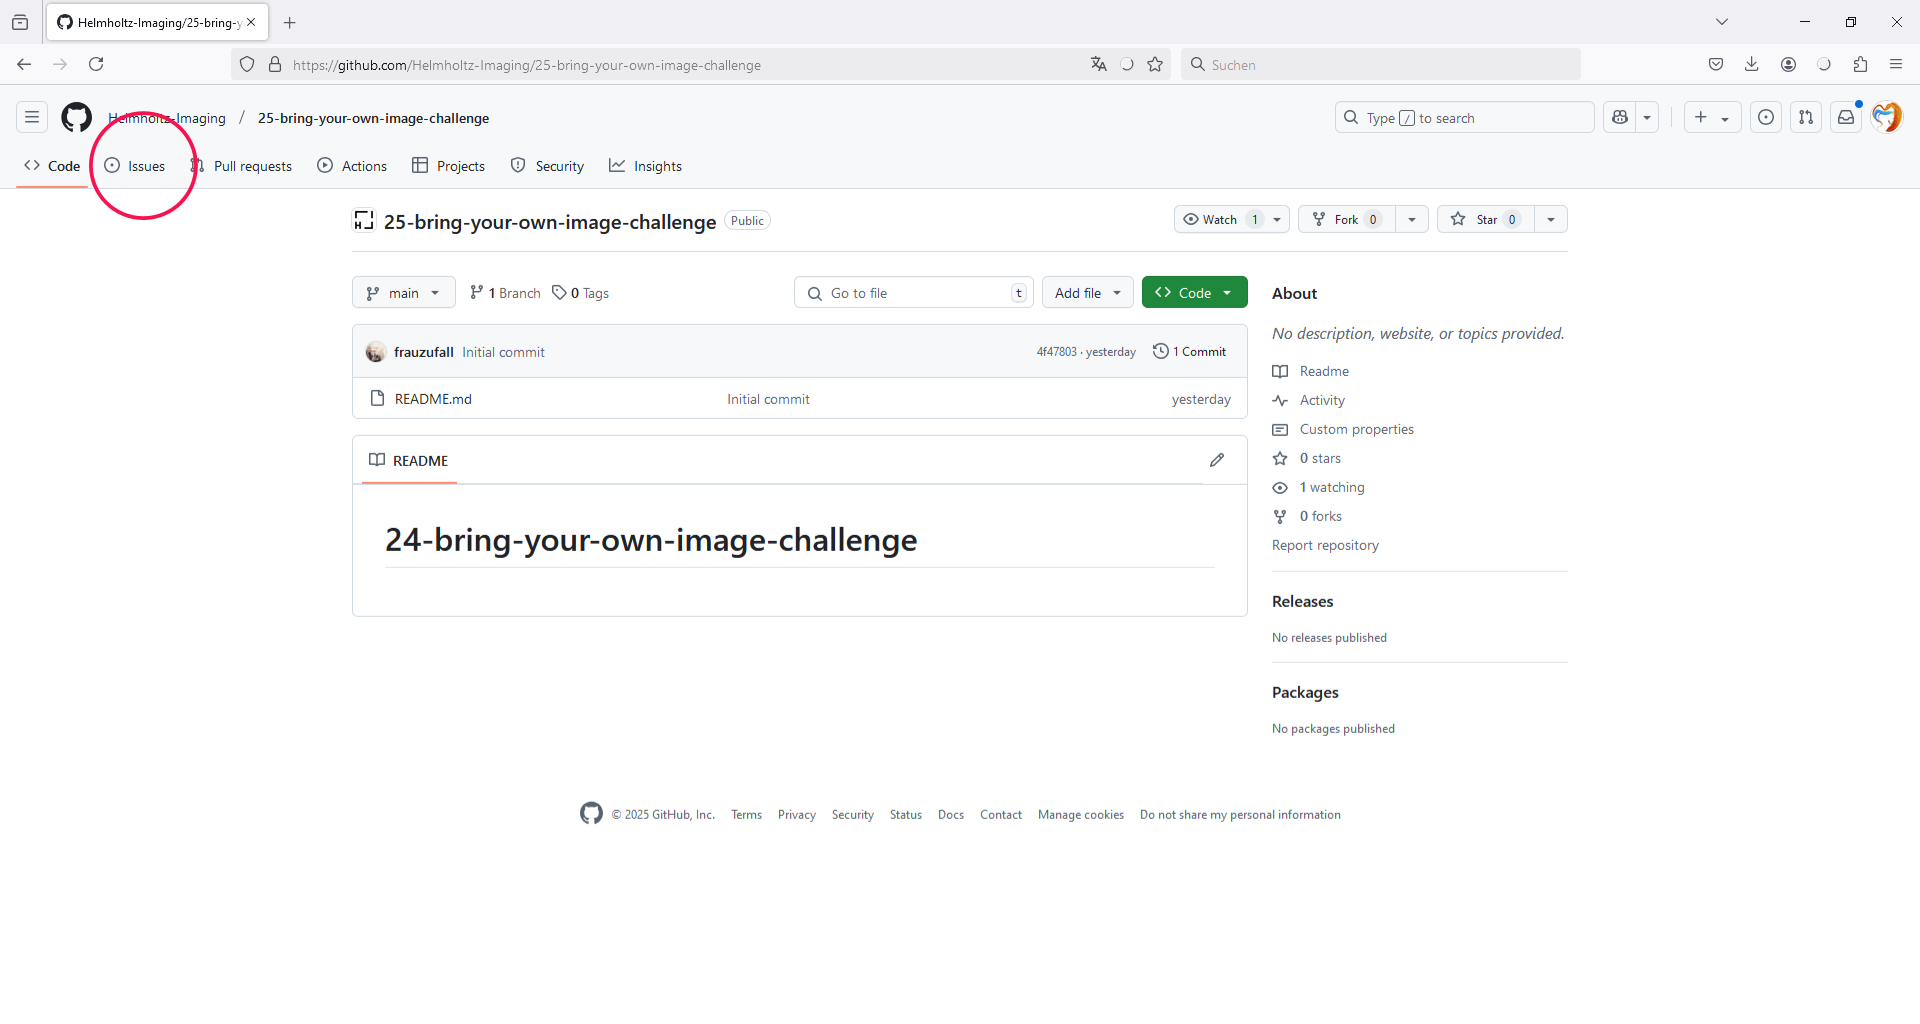 Helmholtz-Imaging/25-bring-y
https://github.com/Helmholtz-Imaging/25-bring-your-own-image-challenge
Suchen
Helmholtz-Imaging / 25-bring-your-own-image-challenge
Type / to search
Code Issues Pull requests Actions Projects Security Insights
25-bring-your-own-image-challenge Public
Watch 1 Fork 0 Star 0
main 1 Branch 0 Tags Go to file t Add file Code
About
No description, website, or topics provided.
frauzufall Initial commit 4f47803 · yesterday 1 Commit
README.md Initial commit yesterday
Readme
Activity
Custom properties
0 stars
1 watching
0 forks
Report repository
README
24-bring-your-own-image-challenge
Releases
No releases published
Packages
No packages published
© 2025 GitHub, Inc. Terms Privacy Security Status Docs Contact Manage cookies Do not share my personal information